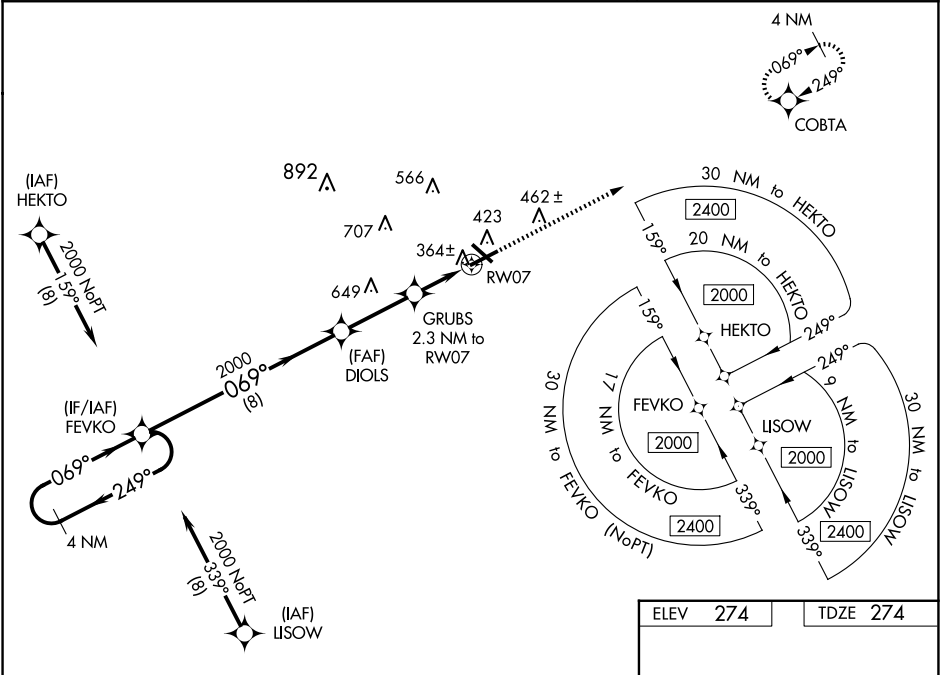 4 NM
069°
249°
COBTA
(IAF)
HEKTO
2000 NoPT
159°
(8)
892
566
707
462±
423
364±
649
RW07
GRUBS
2.3 NM to
RW07
(FAF)
DIOLS
2000
069°
(8)
(IF/IAF)
FEVKO
069°
249°
4 NM
2000 NoPT
339°
(8)
(IAF)
LISOW
30 NM to HEKTO
2400
159°
20 NM to HEKTO
2000
HEKTO
249°
159°
30 NM to FEVKO (NoPT)
17 NM to FEVKO
FEVKO
2000
339°
2400
249°
LISOW
9 NM to LISOW
2000
30 NM to LISOW
2400
339°
ELEV 274
TDZE 274